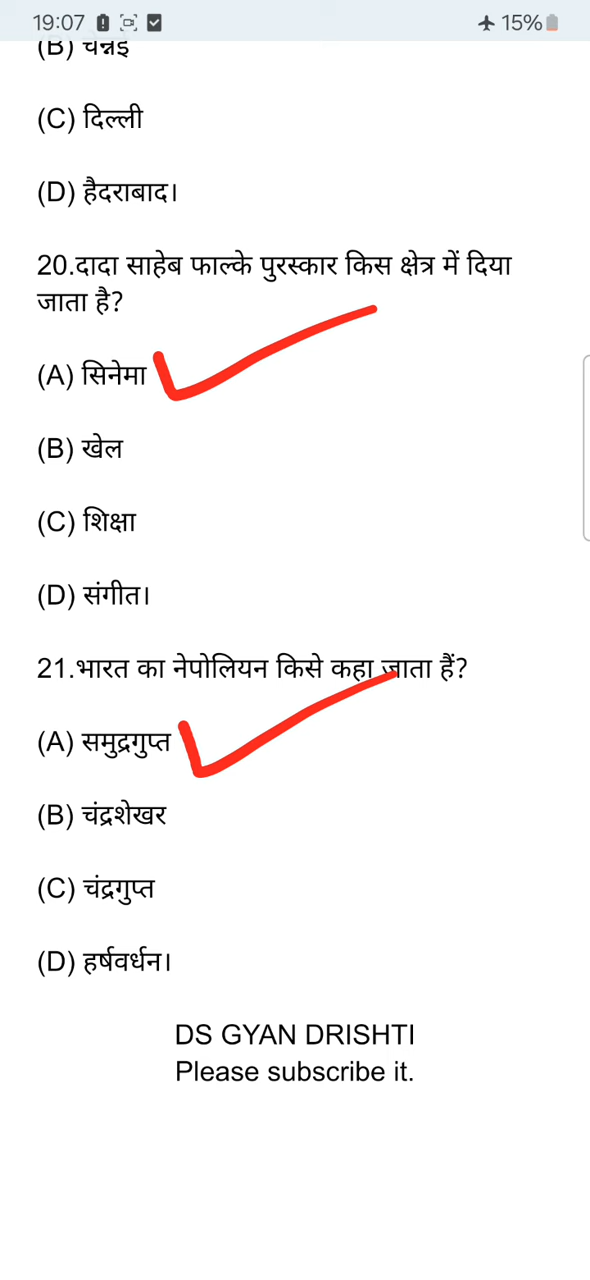 19:07
15%
(B) चेन्नई
(C) दिल्ली
(D) हैदराबाद।
20.दादा साहेब फाल्के पुरस्कार किस क्षेत्र में दिया
जाता है?
(A) सिनेमा
(B) खेल
(C) शिक्षा
(D) संगीत।
21.भारत का नेपोलियन किसे कहा जाता हैं?
(A) समुद्रगुप्त
(B) चंद्रशेखर
(C) चंद्रगुप्त
(D) हर्षवर्धन।
DS GYAN DRISHTI
Please subscribe it.